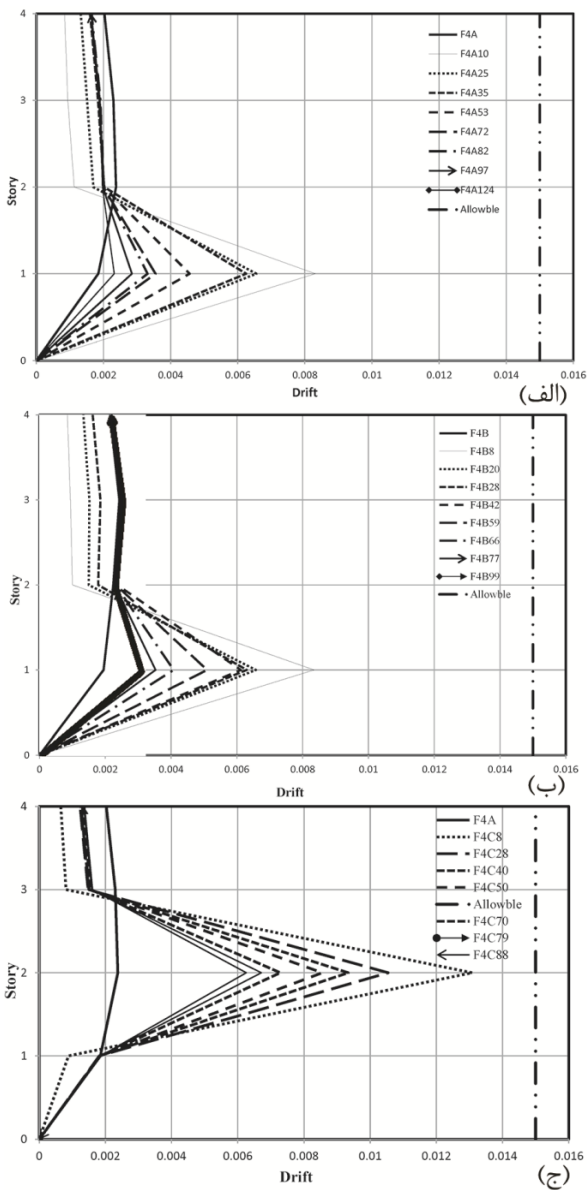 4
3
2
1
0
Story
F4A
F4A10
F4A25
F4A35
F4A53
F4A72
F4A82
F4A97
F4A124
Allowble
0 0.002 0.004 0.006 0.008 0.01 0.012 0.014 0.016
Drift
(الف)
4
3
2
1
0
Story
F4B
F4B8
F4B20
F4B28
F4B42
F4B59
F4B66
F4B77
F4B99
Allowble
0 0.002 0.004 0.006 0.008 0.01 0.012 0.014 0.016
Drift
(ب)
4
3
2
1
0
Story
F4A
F4C8
F4C28
F4C40
F4C50
Allowble
F4C70
F4C79
F4C88
0 0.002 0.004 0.006 0.008 0.01 0.012 0.014 0.016
Drift
(ج)